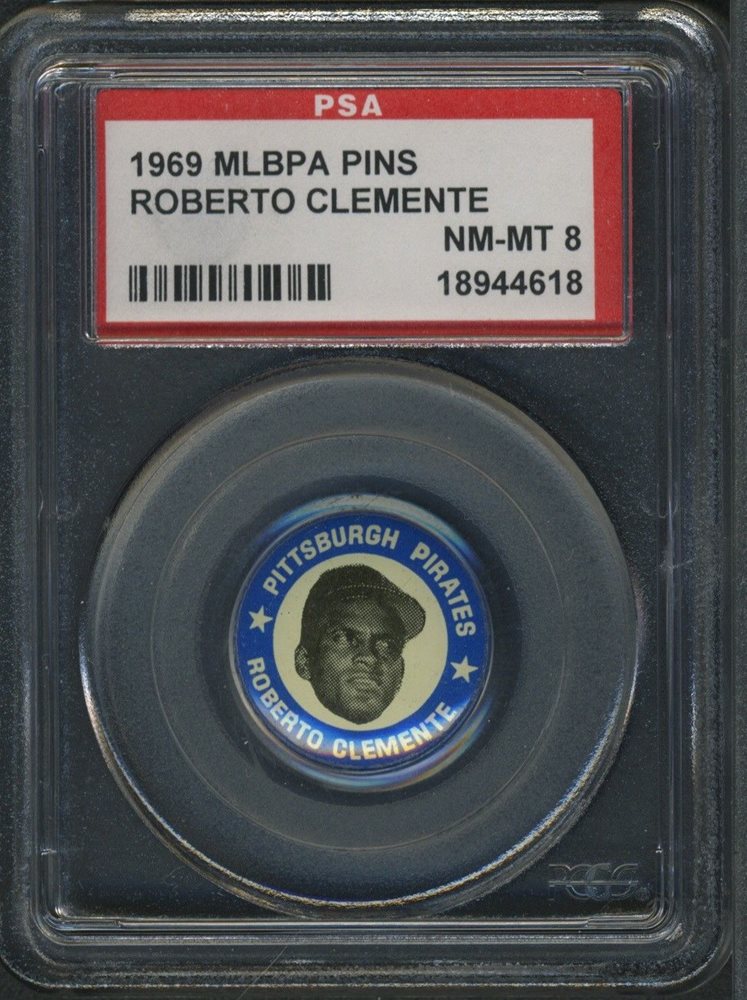 PSA
1969 MLBPA PINS
ROBERTO CLEMENTE
NM-MT 8
18944618
PITTSBURGH PIRATES
ROBERTO CLEMENTE